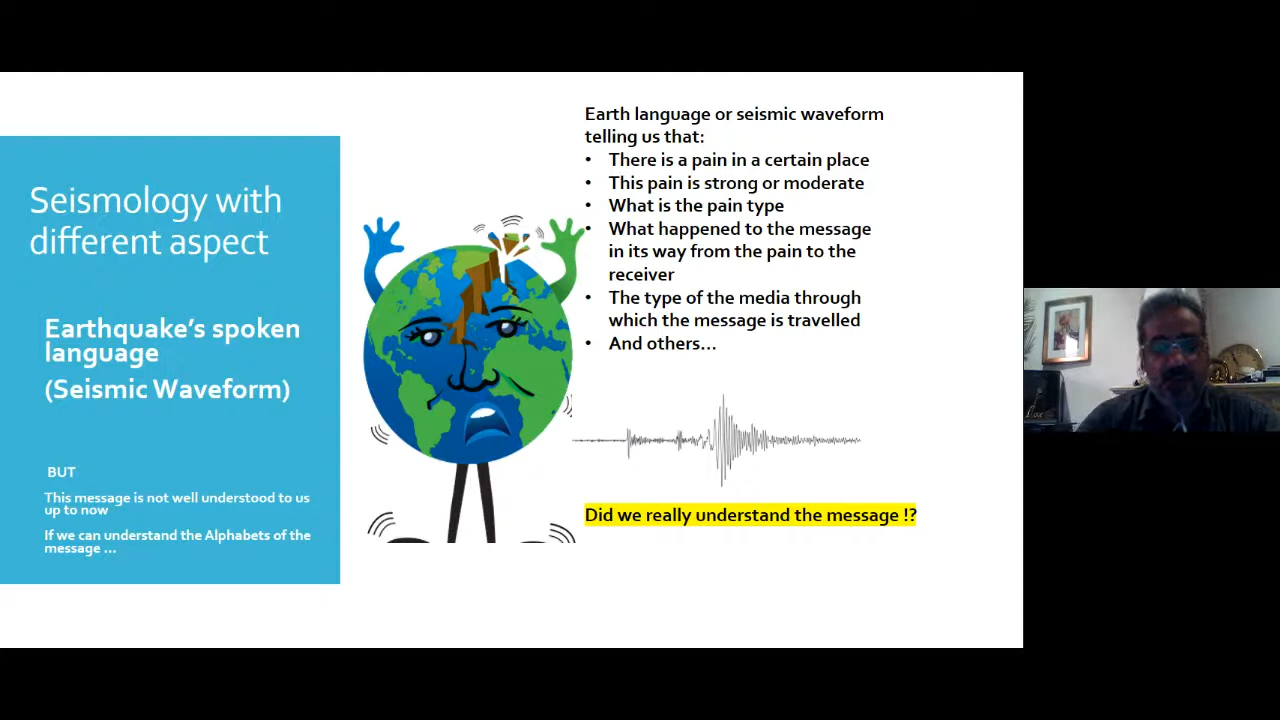 Seismology with
different aspect
Earthquake's spoken
language
(Seismic Waveform)
BUT
This message is not well understood to us
up to now
If we can understand the Alphabets of the
message ...
Earth language or seismic waveform
telling us that:
• There is a pain in a certain place
• This pain is strong or moderate
• What is the pain type
• What happened to the message
in its way from the pain to the
receiver
• The type of the media through
which the message is travelled
• And others...
Did we really understand the message !?